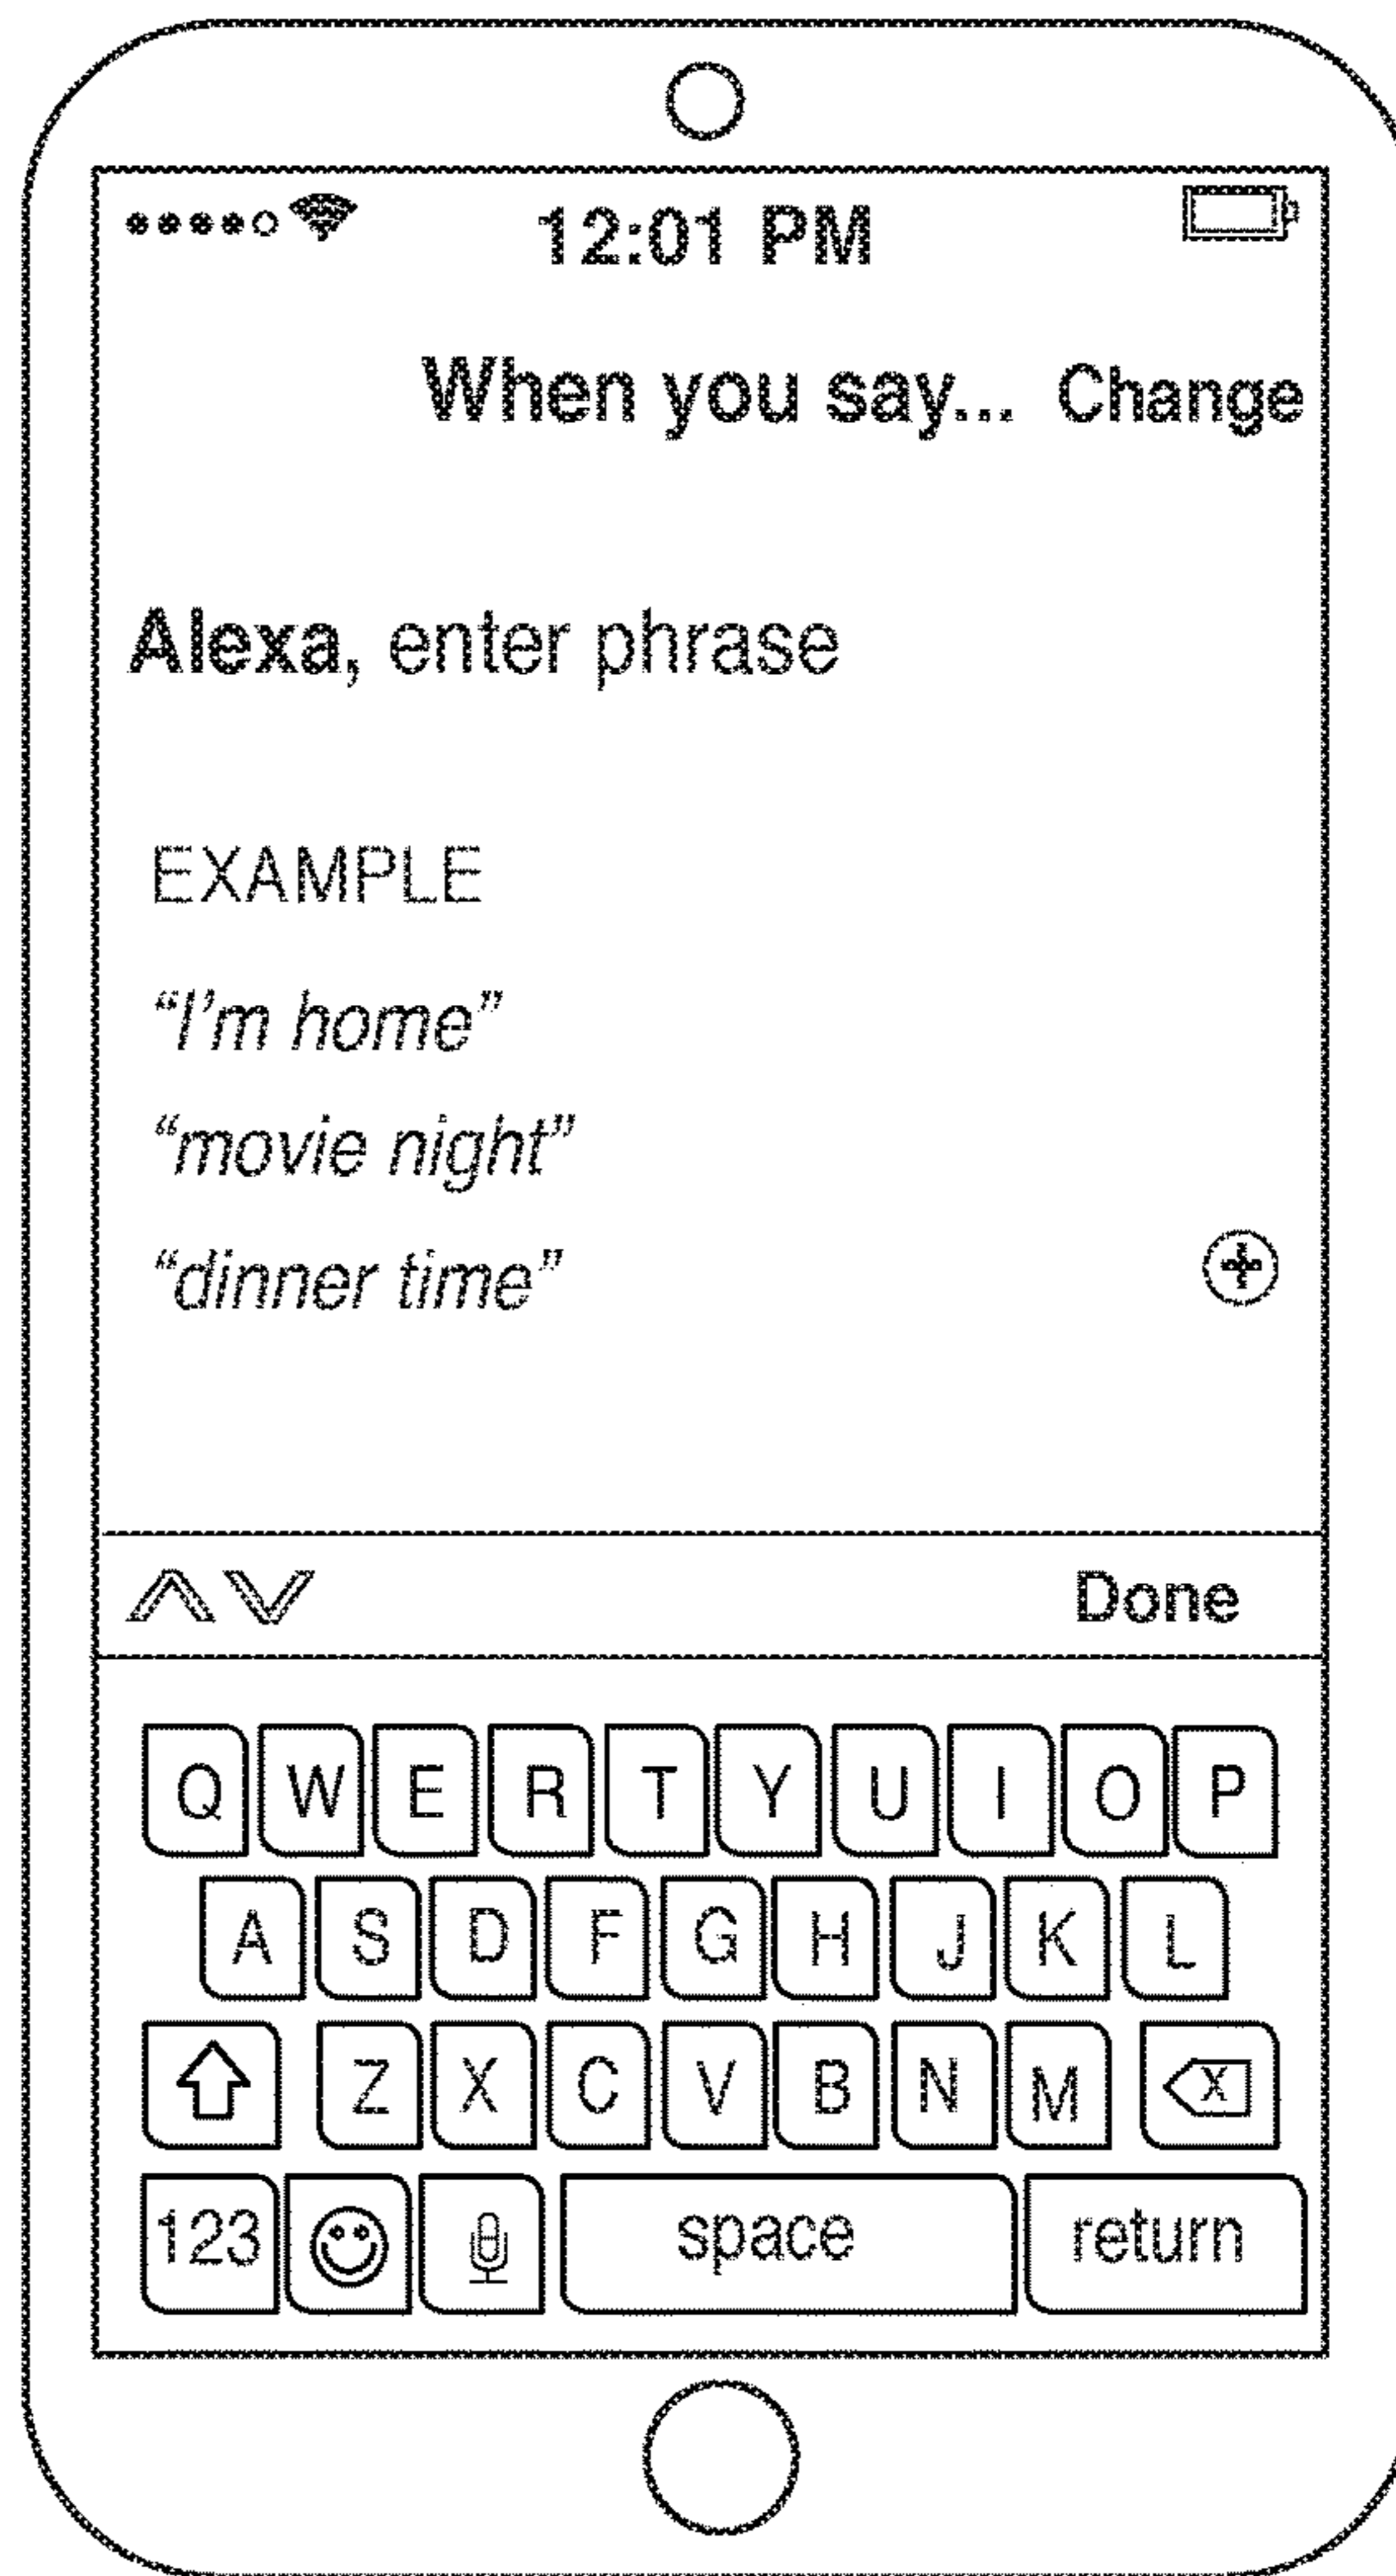 12:01 PM
When you say... Change
Alexa, enter phrase
EXAMPLE
“I’m home”
“movie night”
“dinner time”
Done
Q W E R T Y U I O P
A S D F G H J K L
Z X C V B N M X
123 space return